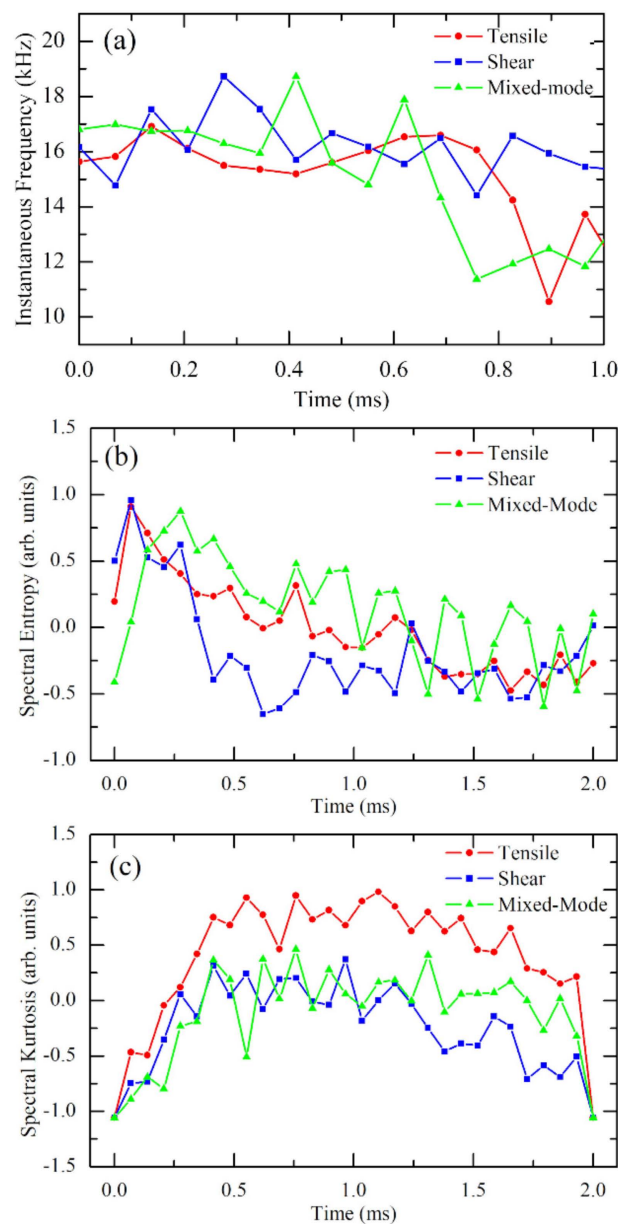 (a)
Tensile
Shear
Mixed-mode
Instantaneous Frequency (kHz)
20
18
16
14
12
10
0.0 0.2 0.4 0.6 0.8 1.0
Time (ms)
(b)
Tensile
Shear
Mixed-Mode
Spectral Entropy (arb. units)
1.5
1.0
0.5
0.0
-0.5
-1.0
0.0 0.5 1.0 1.5 2.0
Time (ms)
(c)
Tensile
Shear
Mixed-Mode
Spectral Kurtosis (arb. units)
1.5
1.0
0.5
0.0
-0.5
-1.0
-1.5
0.0 0.5 1.0 1.5 2.0
Time (ms)